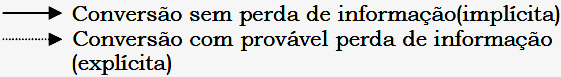 Conversão sem perda de informação(implícita)
Conversão com provável perda de informação
(explícita)